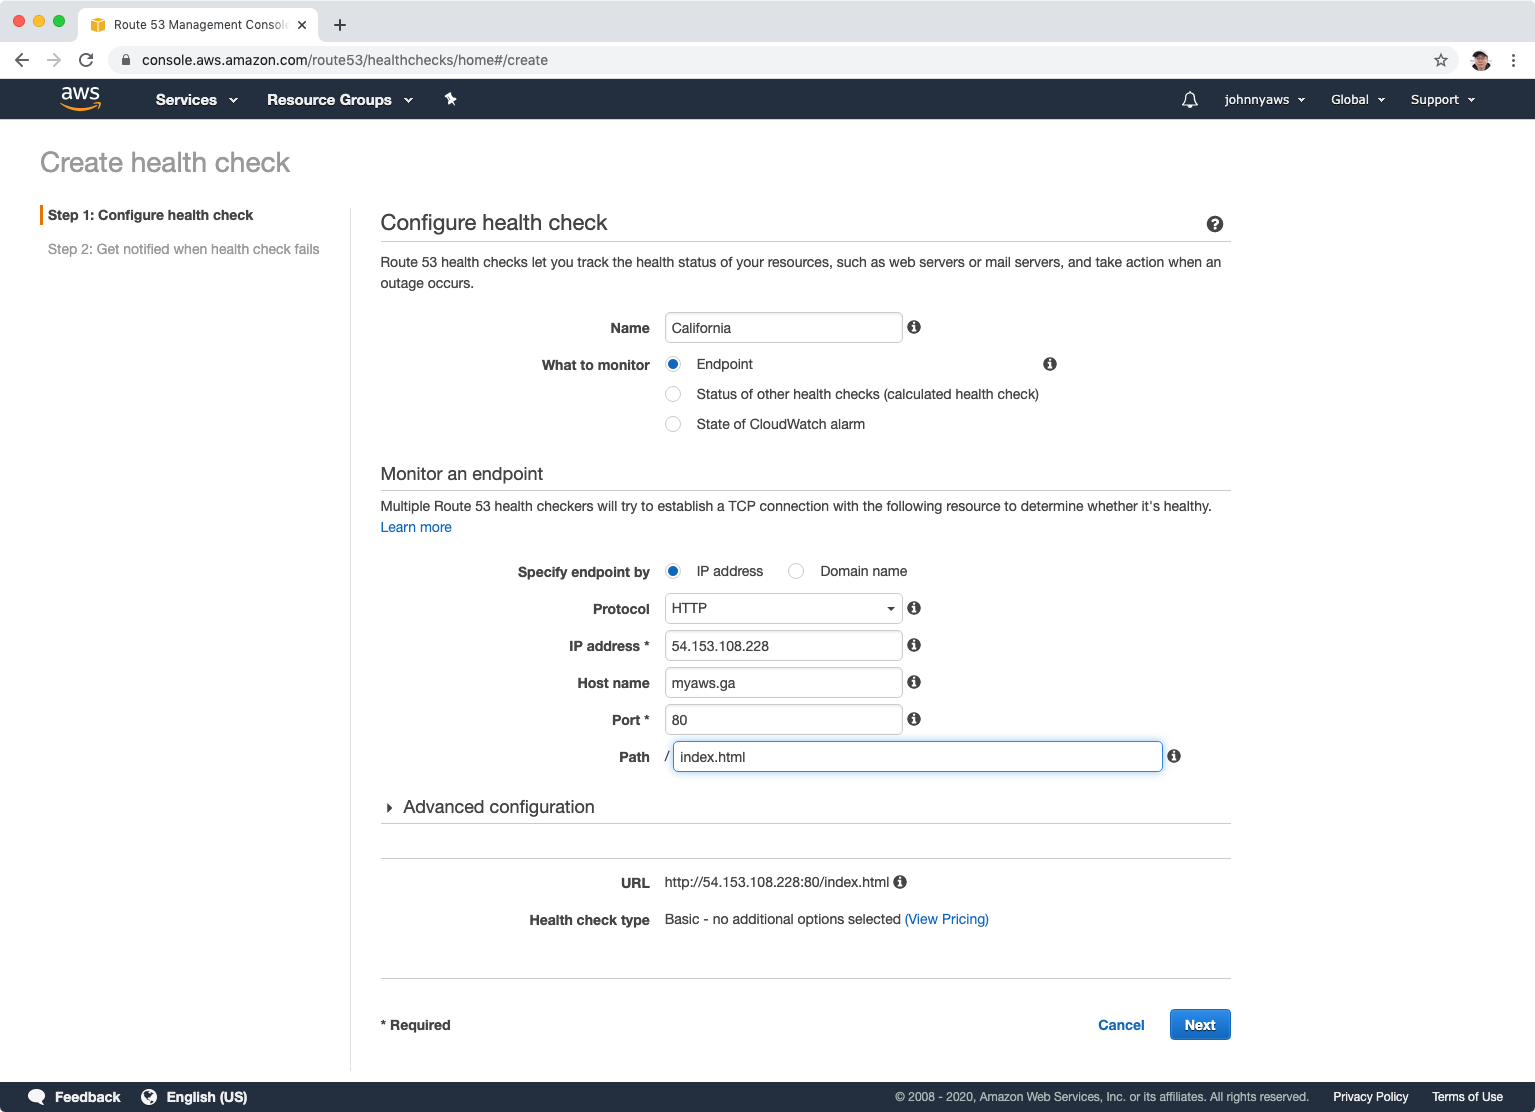 Route 53 Management Console
console.aws.amazon.com/route53/healthchecks/home#/create
aws Services Resource Groups johnnyaws Global Support
Create health check
Step 1: Configure health check
Step 2: Get notified when health check fails
Configure health check
Route 53 health checks let you track the health status of your resources, such as web servers or mail servers, and take action when an
outage occurs.
Name California
What to monitor Endpoint
Status of other health checks (calculated health check)
State of CloudWatch alarm
Monitor an endpoint
Multiple Route 53 health checkers will try to establish a TCP connection with the following resource to determine whether it's healthy.
Learn more
Specify endpoint by IP address Domain name
Protocol HTTP
IP address * 54.153.108.228
Host name myaws.ga
Port * 80
Path / index.html
Advanced configuration
URL http://54.153.108.228:80/index.html
Health check type Basic - no additional options selected (View Pricing)
* Required Cancel Next
Feedback English (US) © 2008 - 2020, Amazon Web Services, Inc. or its affiliates. All rights reserved. Privacy Policy Terms of Use